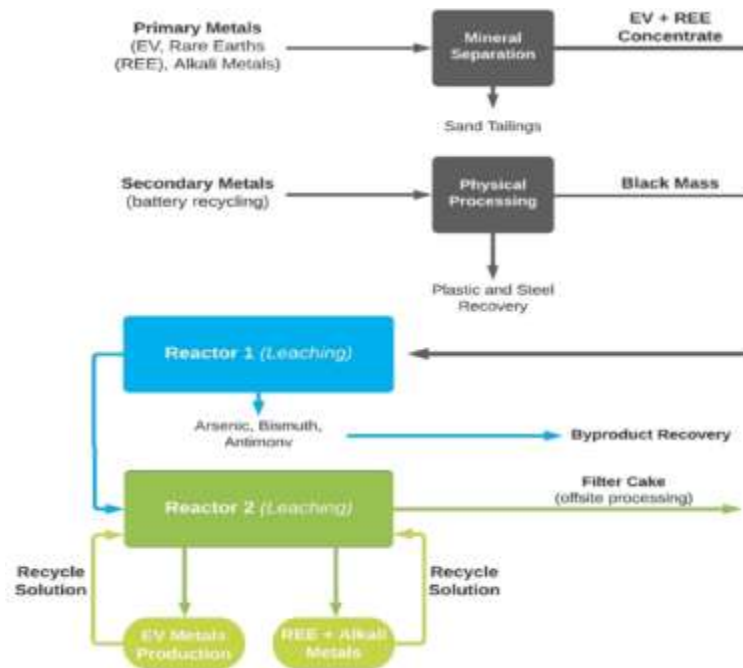 Primary Metals
(EV, Rare Earths
(REE), Alkali Metals)
Mineral
Separation
EV + REE
Concentrate
Sand Tailings
Secondary Metals
(battery recycling)
Physical
Processing
Black Mass
Plastic and Steel
Recovery
Reactor 1 (Leaching)
Arsenic, Bismuth,
Antimony
Byproduct Recovery
Reactor 2 (Leaching)
Filter Cake
(offsite processing)
Recycle
Solution
Recycle
Solution
EV Metals
Production
REE + Alkali
Metals